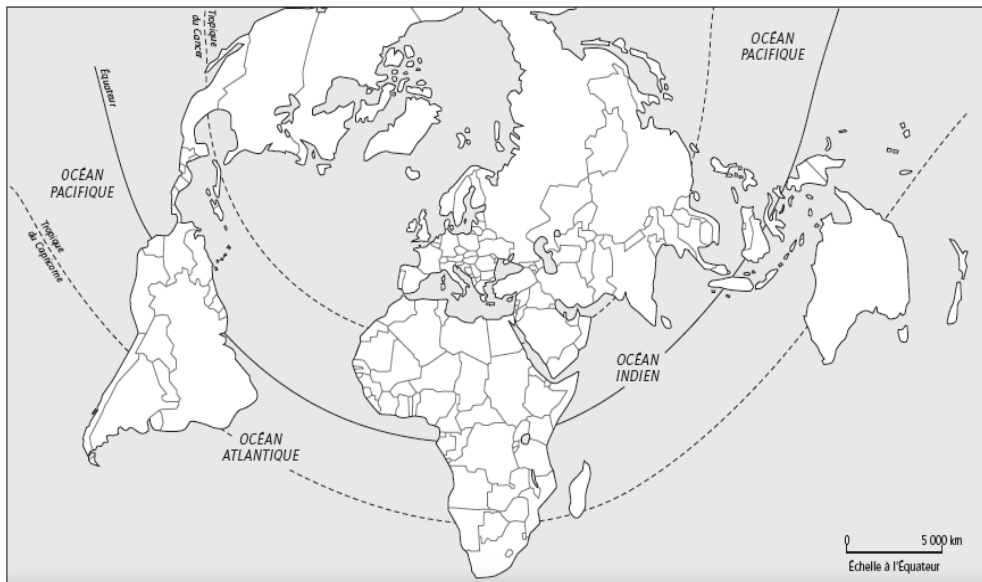 Tropique
du Cancer
OCÉAN
PACIFIQUE
Équateur
OCÉAN
PACIFIQUE
Tropique
du Capricorne
OCÉAN
INDIEN
OCÉAN
ATLANTIQUE
0 5 000 km
Échelle à l'Équateur